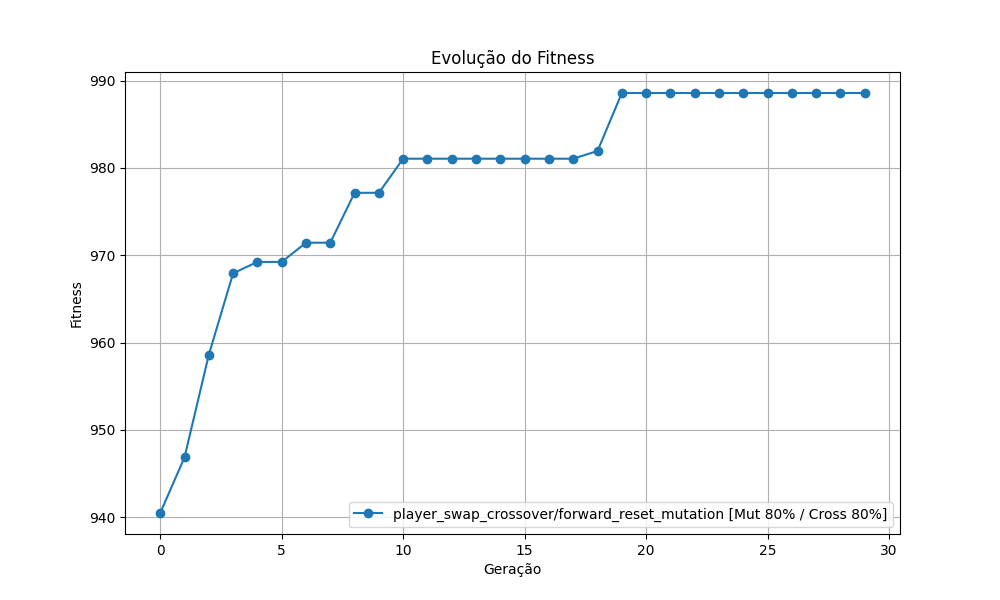 Evolução do Fitness
Fitness
990
980
970
960
950
940
player_swap_crossover/forward_reset_mutation [Mut 80% / Cross 80%]
0 5 10 15 20 25 30
Geração